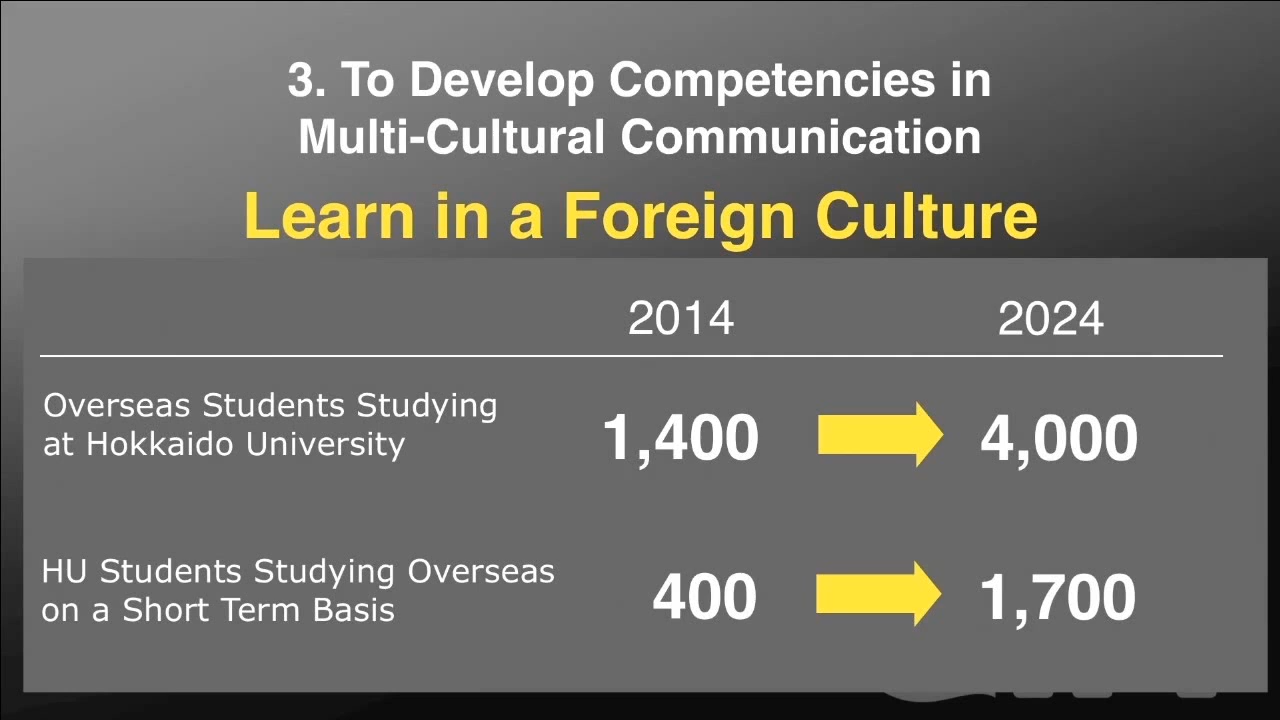 3. To Develop Competencies in
Multi-Cultural Communication
Learn in a Foreign Culture
2014 2024
Overseas Students Studying
at Hokkaido University
1,400 4,000
HU Students Studying Overseas
on a Short Term Basis
400 1,700